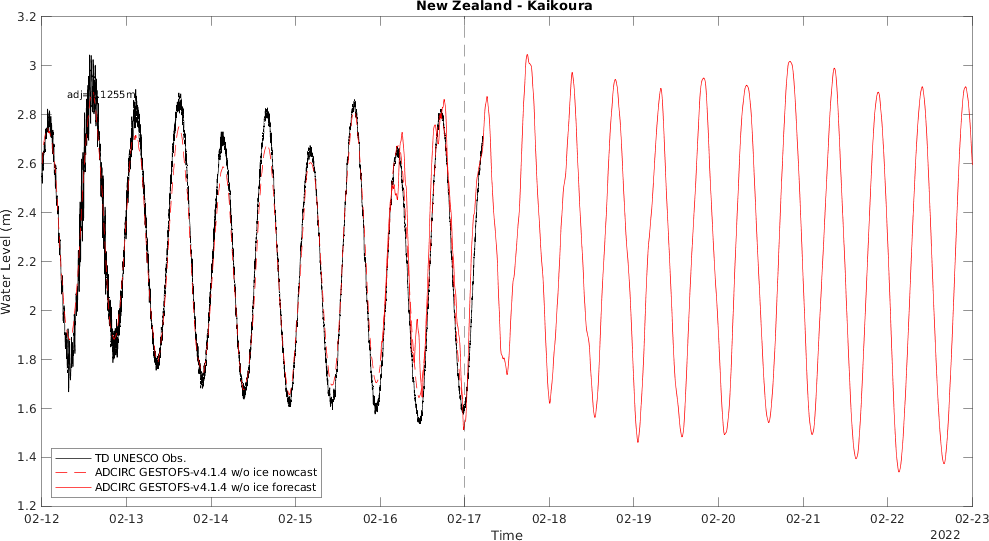 New Zealand - Kaikoura
3.2
3
2.8
2.6
2.4
2.2
2
1.8
1.6
1.4
1.2
Water Level (m)
1255m
TD UNESCO Obs.
ADCIRC GESTOFS-v4.1.4 w/o ice nowcast
ADCIRC GESTOFS-v4.1.4 w/o ice forecast
02-12 02-13 02-14 02-15 02-16 02-17 02-18 02-19 02-20 02-21 02-22 02-23
Time
2022